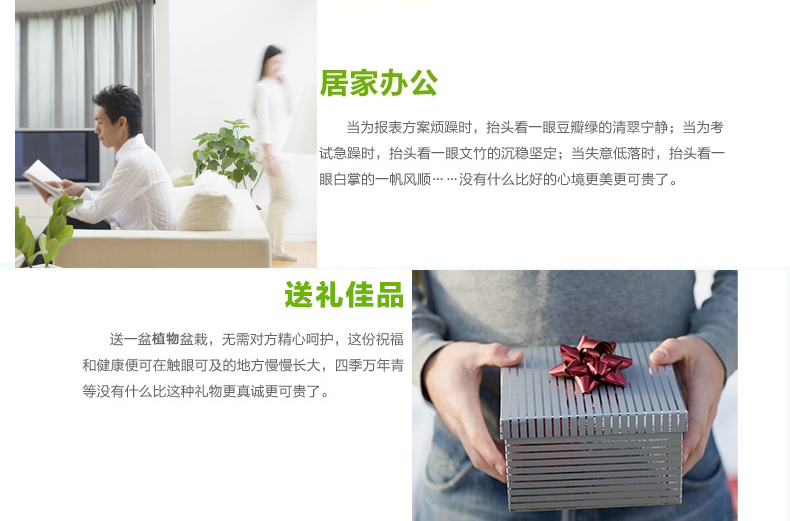 居家办公
当为报表方案烦躁时，抬头看一眼豆瓣绿的清翠宁静；当为考
试急躁时，抬头看一眼文竹的沉稳坚定；当失意低落时，抬头看一
眼白掌的一帆风顺……没有什么比好的心境更美更可贵了。
送礼佳品
送一盆植物盆栽，无需对方精心呵护，这份祝福
和健康便可在触眼可及的地方慢慢长大，四季万年青
等没有什么比这种礼物更真诚更可贵了。